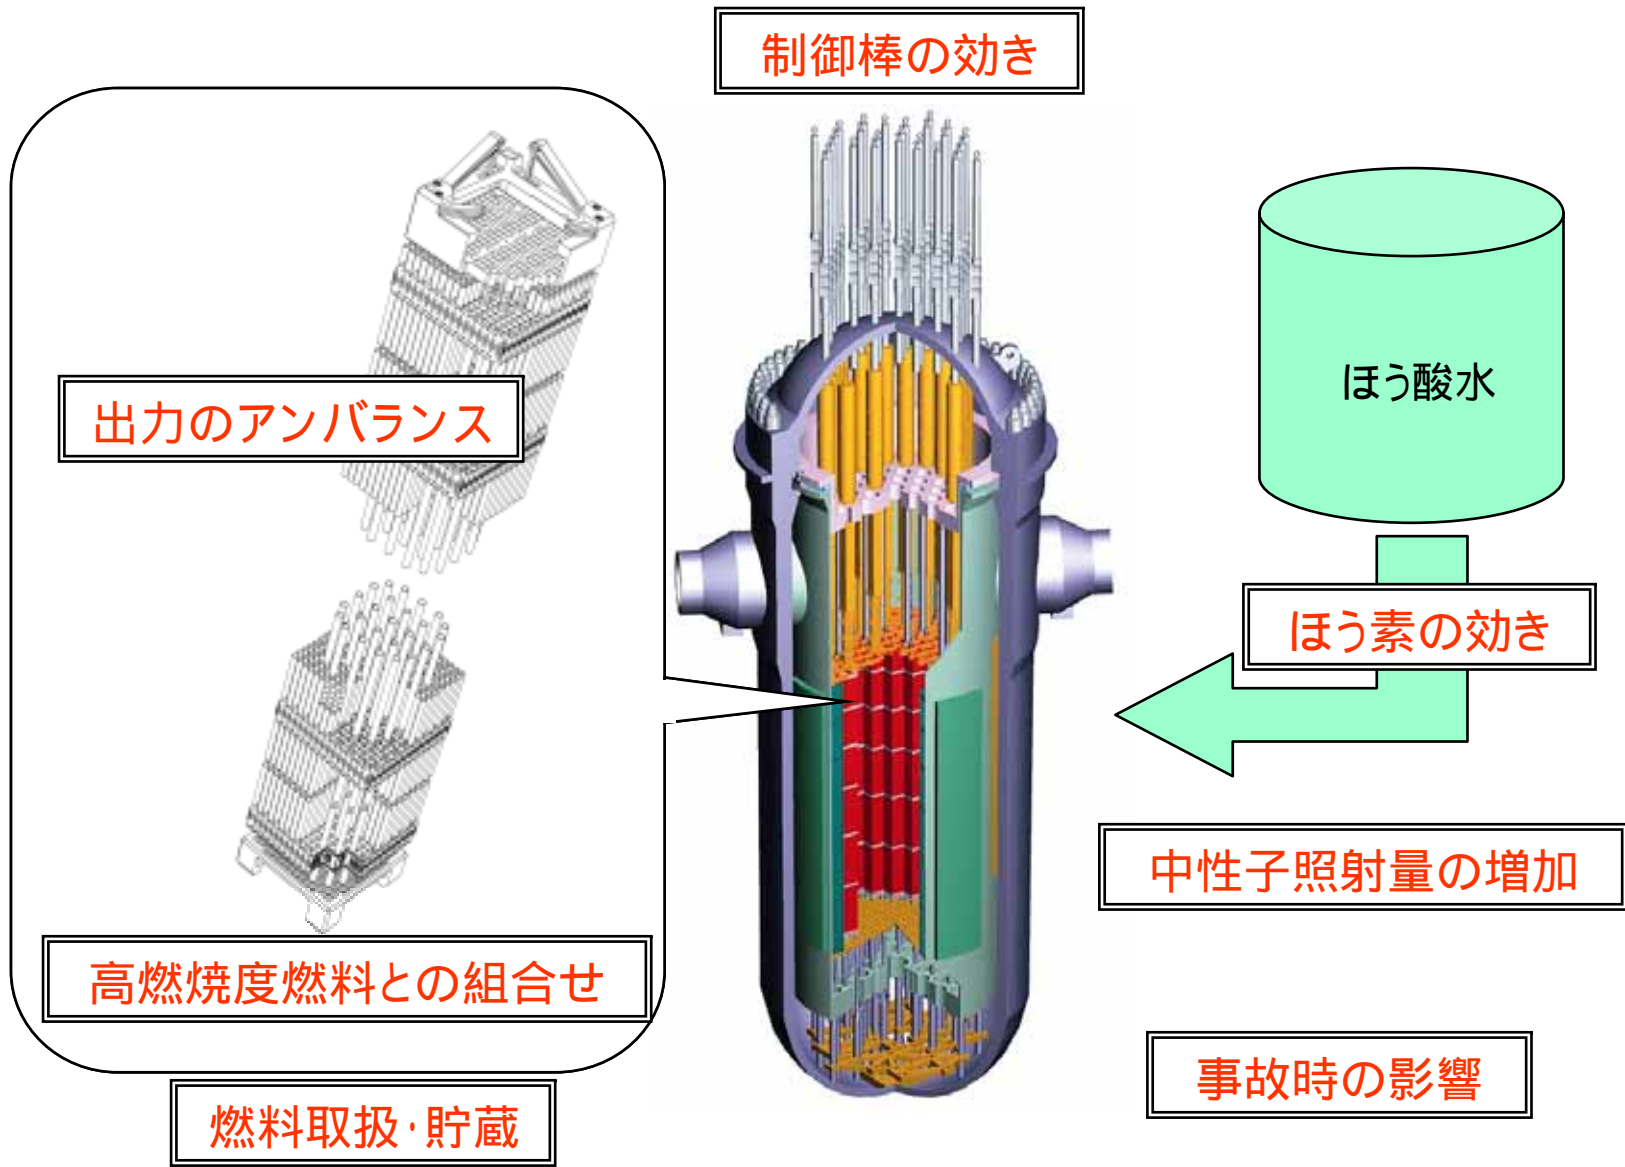 制御棒の効き
出力のアンバランス
ほう酸水
ほう素の効き
中性子照射量の増加
高燃焼度燃料との組合せ
事故時の影響
燃料取扱・貯蔵